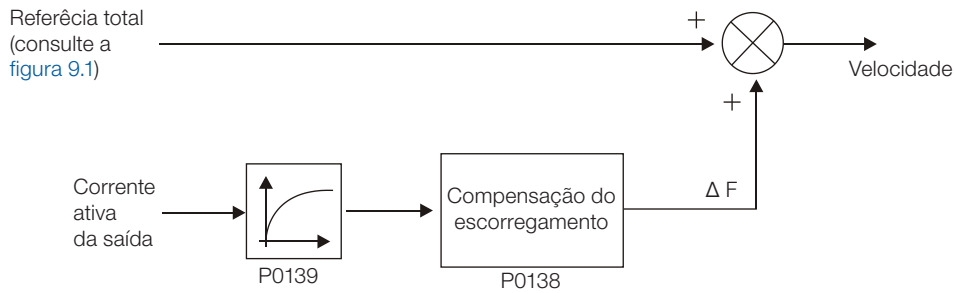 Referêcia total
(consulte a
figura 9.1)
+
+
Velocidade
Δ F
Corrente
ativa
da saída
P0139
Compensação do
escorregamento
P0138